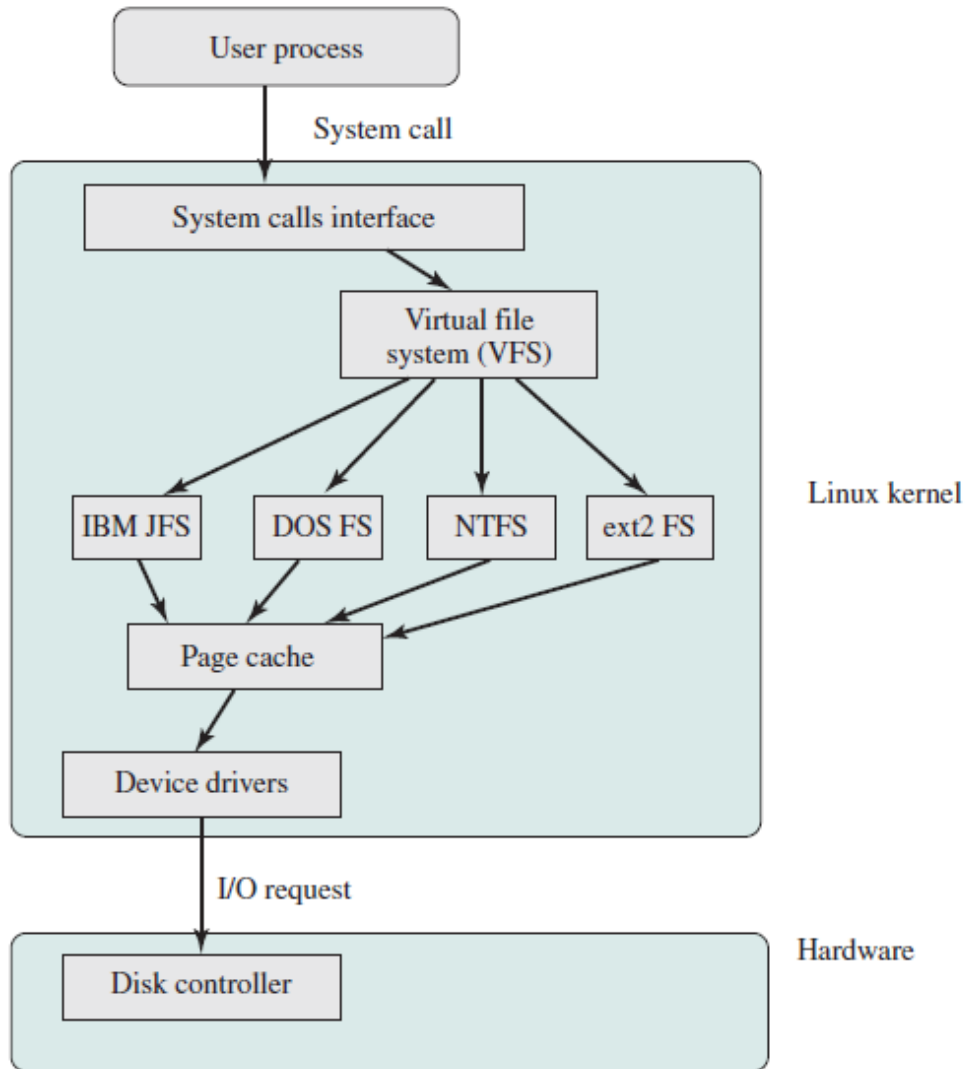 User process
System call
System calls interface
Virtual file
system (VFS)
Linux kernel
IBM JFS
DOS FS
NTFS
ext2 FS
Page cache
Device drivers
I/O request
Hardware
Disk controller